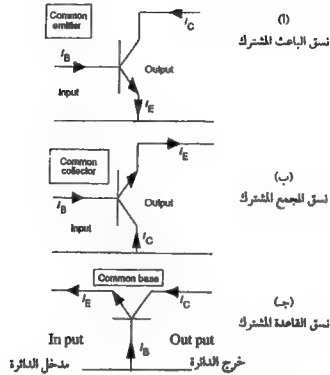 Common
emitter
I_C
(أ)
نسق الباعث المشترك
I_B
Input
Output
I_E
Common
collector
I_E
(ب)
نسق المجمع المشترك
I_B
Input
Output
I_C
Common base
I_E
I_C
(جـ)
نسق القاعدة المشترك
In put
Out put
I_B
مدخل الدائرة
خرج الدائرة